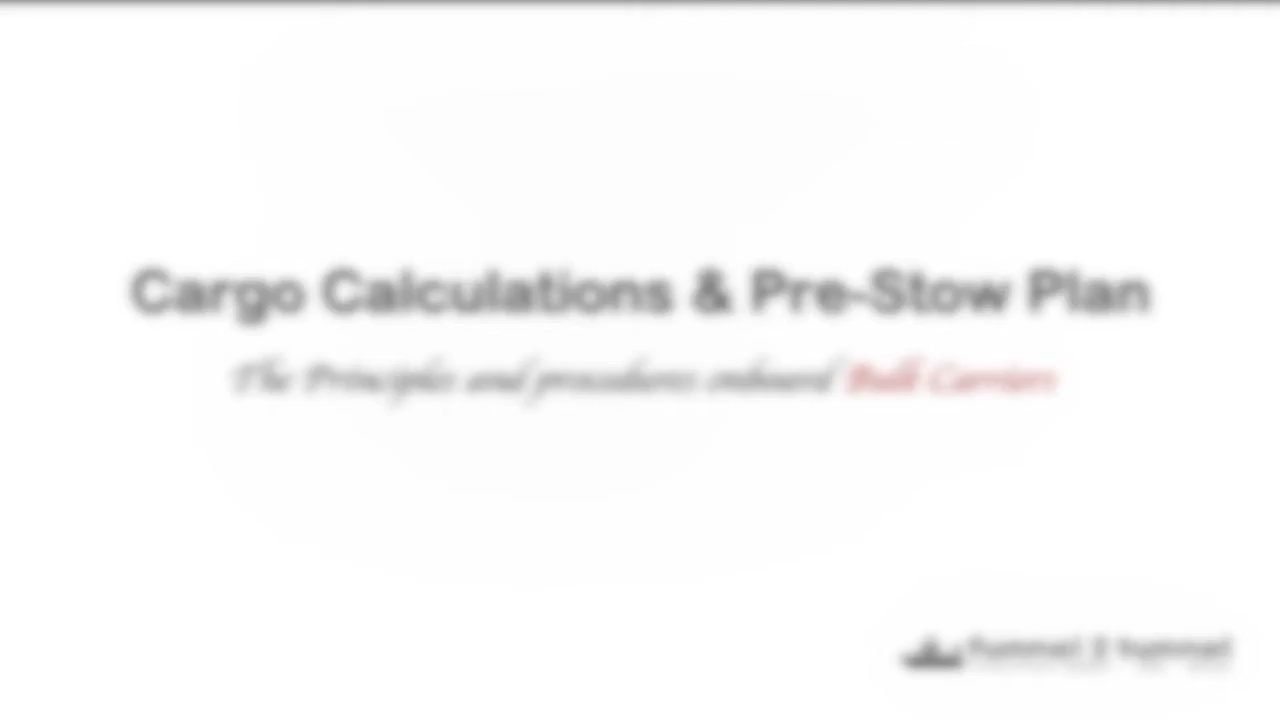 Cargo Calculations & Pre-Stow Plan
The Principles and procedures onboard Bulk Carriers